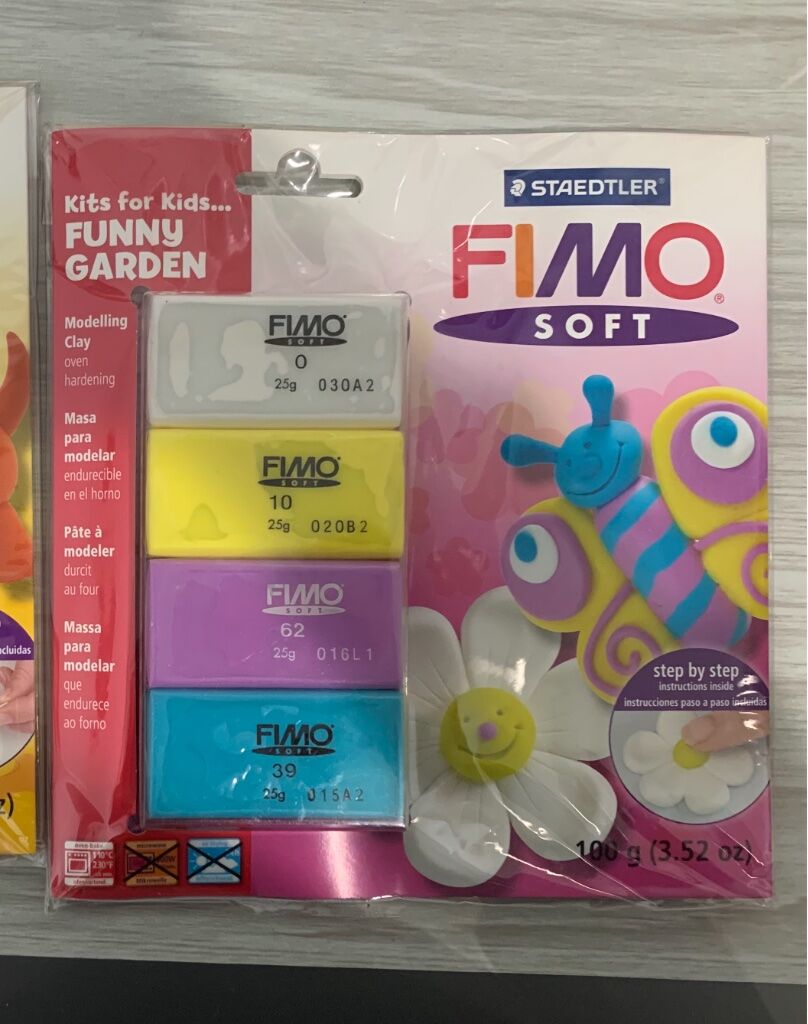 Kits for Kids...
FUNNY
GARDEN
STAEDTLER®
FIMO®
SOFT
Modelling
Clay
oven
hardening
Masa
para
modelar
endurecible
en el horno
Pâte à
modeler
durcit
au four
Massa
para
modelar
que
endurece
ao forno
FIMO®
SOFT
0
25g 030A2
FIMO®
SOFT
10
25g 020B2
FIMO®
SOFT
62
25g 016L1
FIMO®
SOFT
39
25g 015A2
step by step
instructions inside
instrucciones paso a paso incluidas
110°C
230°F
100 g (3.52 oz)
incluidas
z)